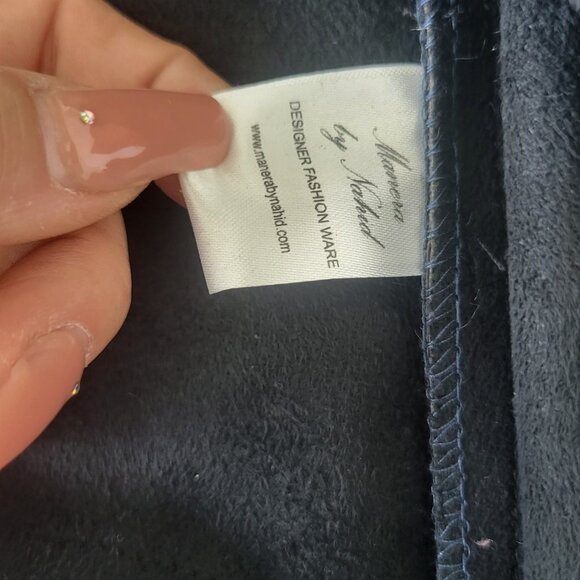 Manera
by Nahid
DESIGNER FASHION WARE
www.manerabynahid.com